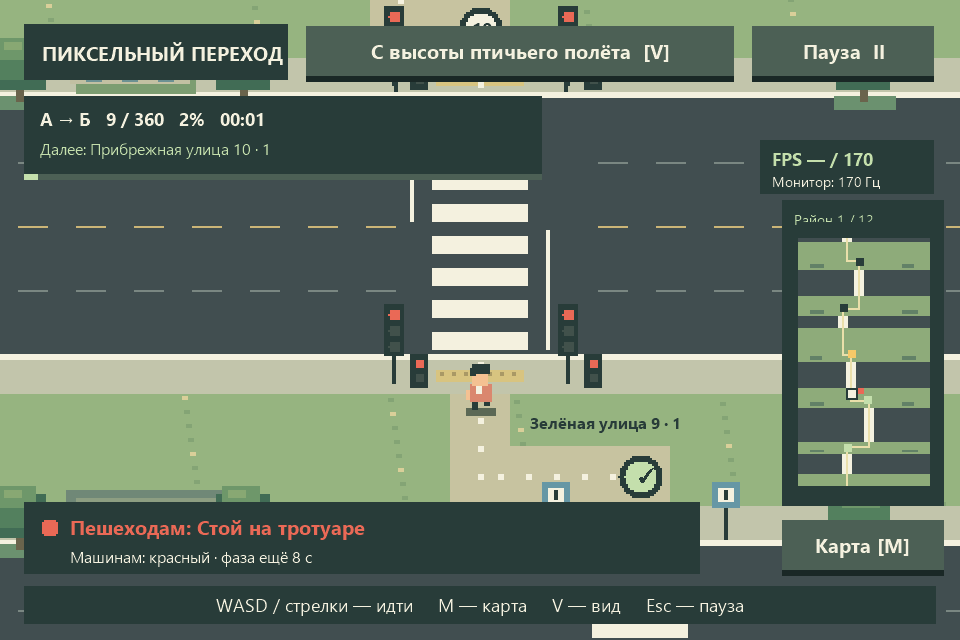 ПИКСЕЛЬНЫЙ ПЕРЕХОД
С высоты птичьего полёта [V]
Пауза II
А → Б 9 / 360 2% 00:01
Далее: Прибрежная улица 10 · 1
FPS — / 170
Монитор: 170 Гц
Район 1 / 12
Зелёная улица 9 · 1
Пешеходам: Стой на тротуаре
Машинам: красный · фаза ещё 8 с
Карта [M]
WASD / стрелки — идти M — карта V — вид Esc — пауза